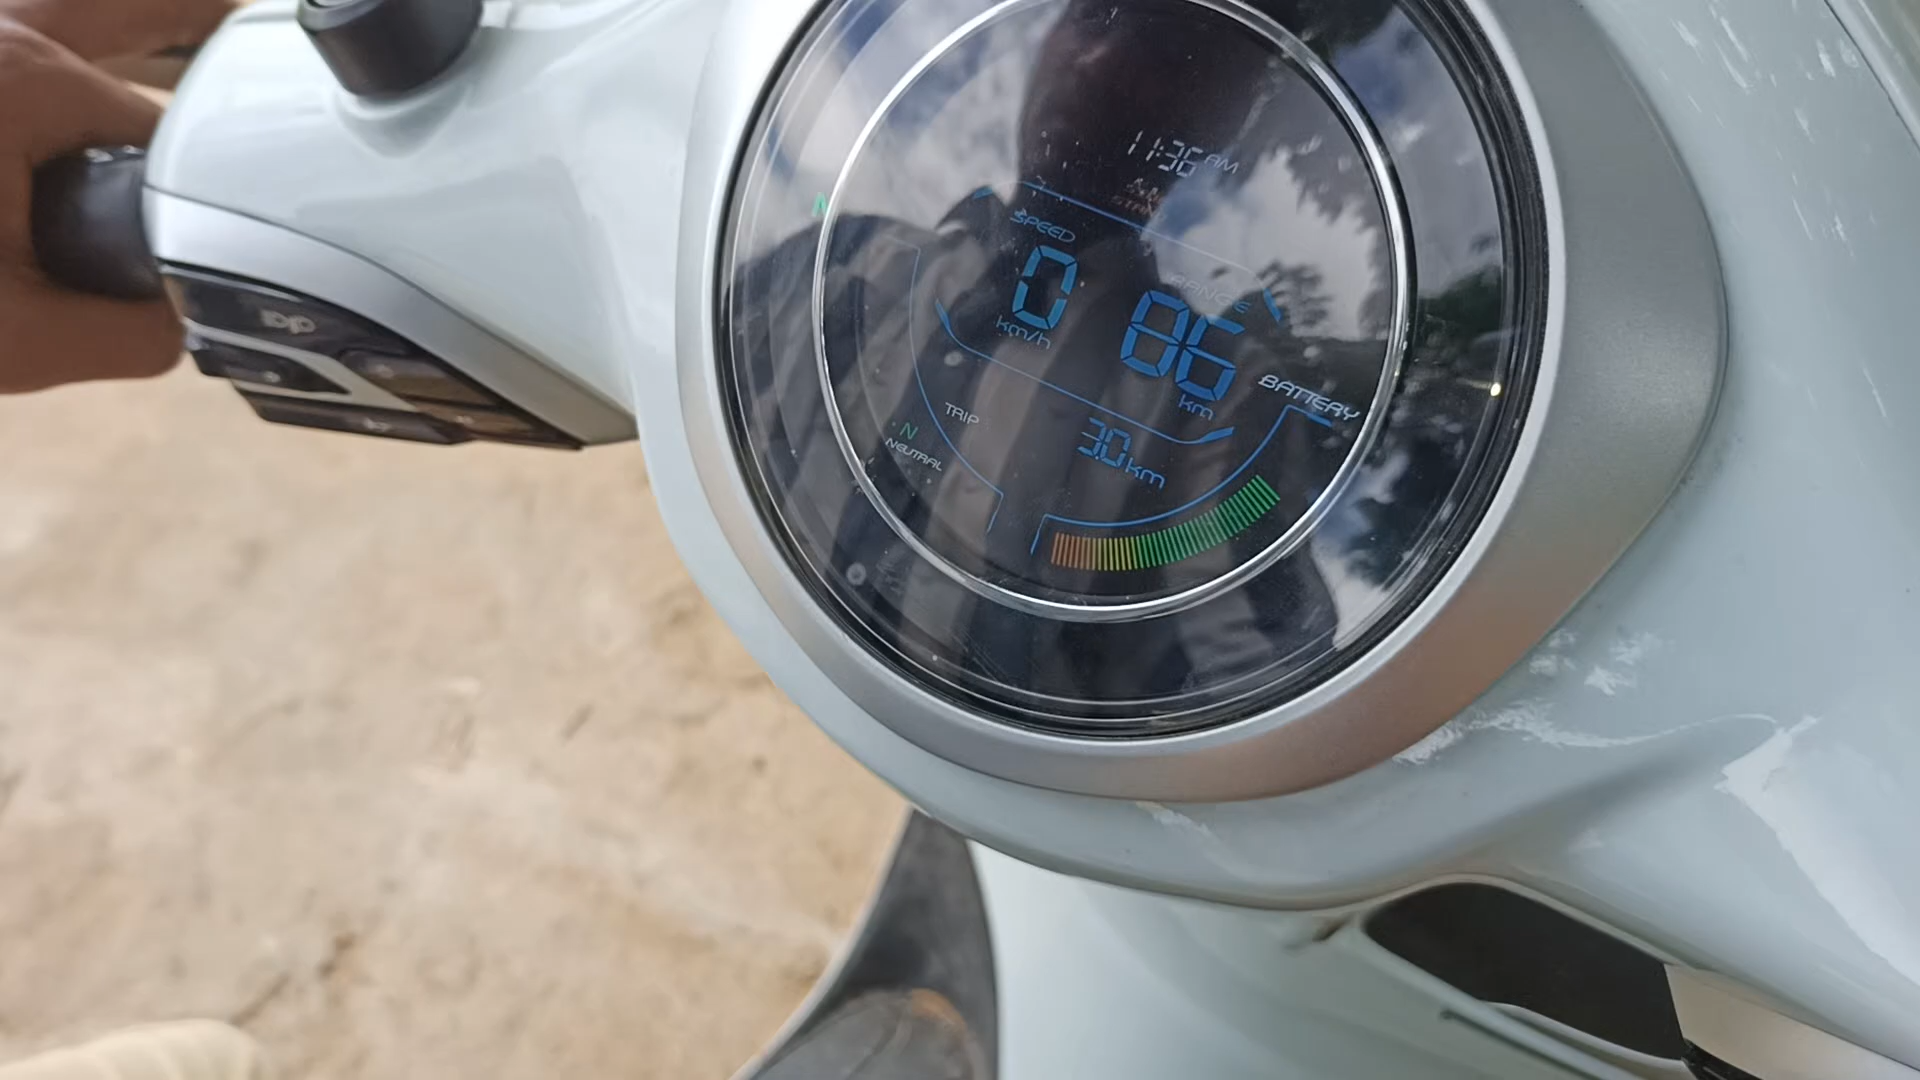 11:36 AM
SPEED
0
km/h
RANGE
86
km
BATTERY
TRIP
3.0 km
N
NEUTRAL